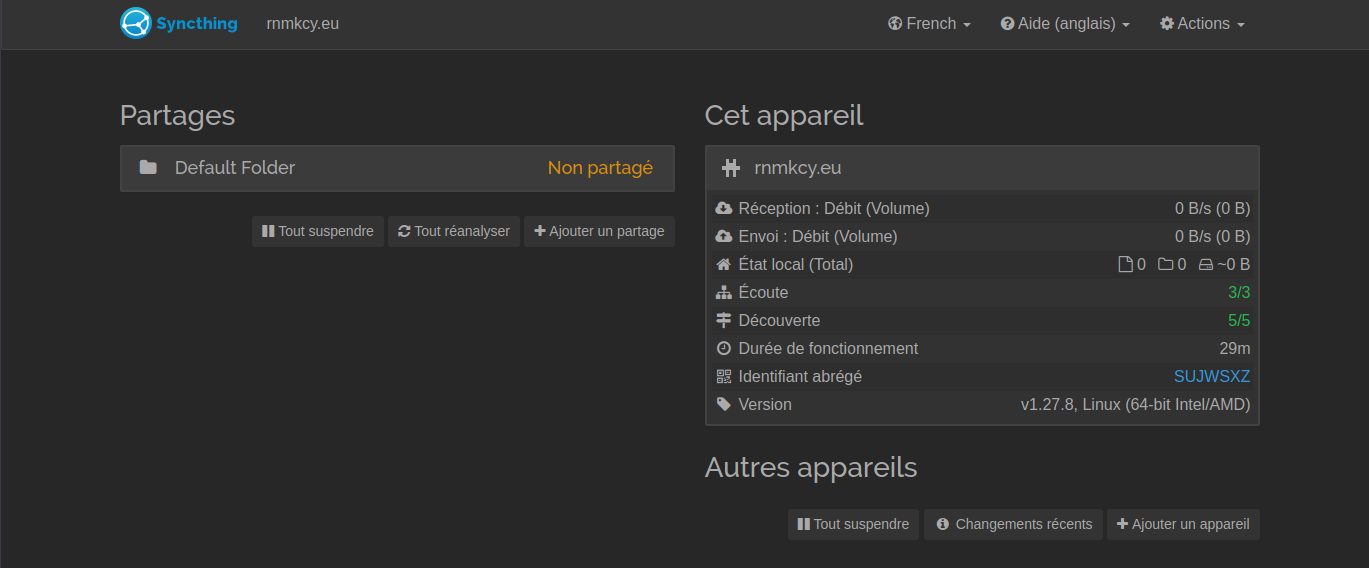 Syncthing rnmkcy.eu French Aide (anglais) Actions
Partages
Default Folder Non partagé
Tout suspendre Tout réanalyser Ajouter un partage
Cet appareil
rnmkcy.eu
Réception : Débit (Volume) 0 B/s (0 B)
Envoi : Débit (Volume) 0 B/s (0 B)
État local (Total) 0 0 ~0 B
Écoute 3/3
Découverte 5/5
Durée de fonctionnement 29m
Identifiant abrégé SUJWSXZ
Version v1.27.8, Linux (64-bit Intel/AMD)
Autres appareils
Tout suspendre Changements récents Ajouter un appareil